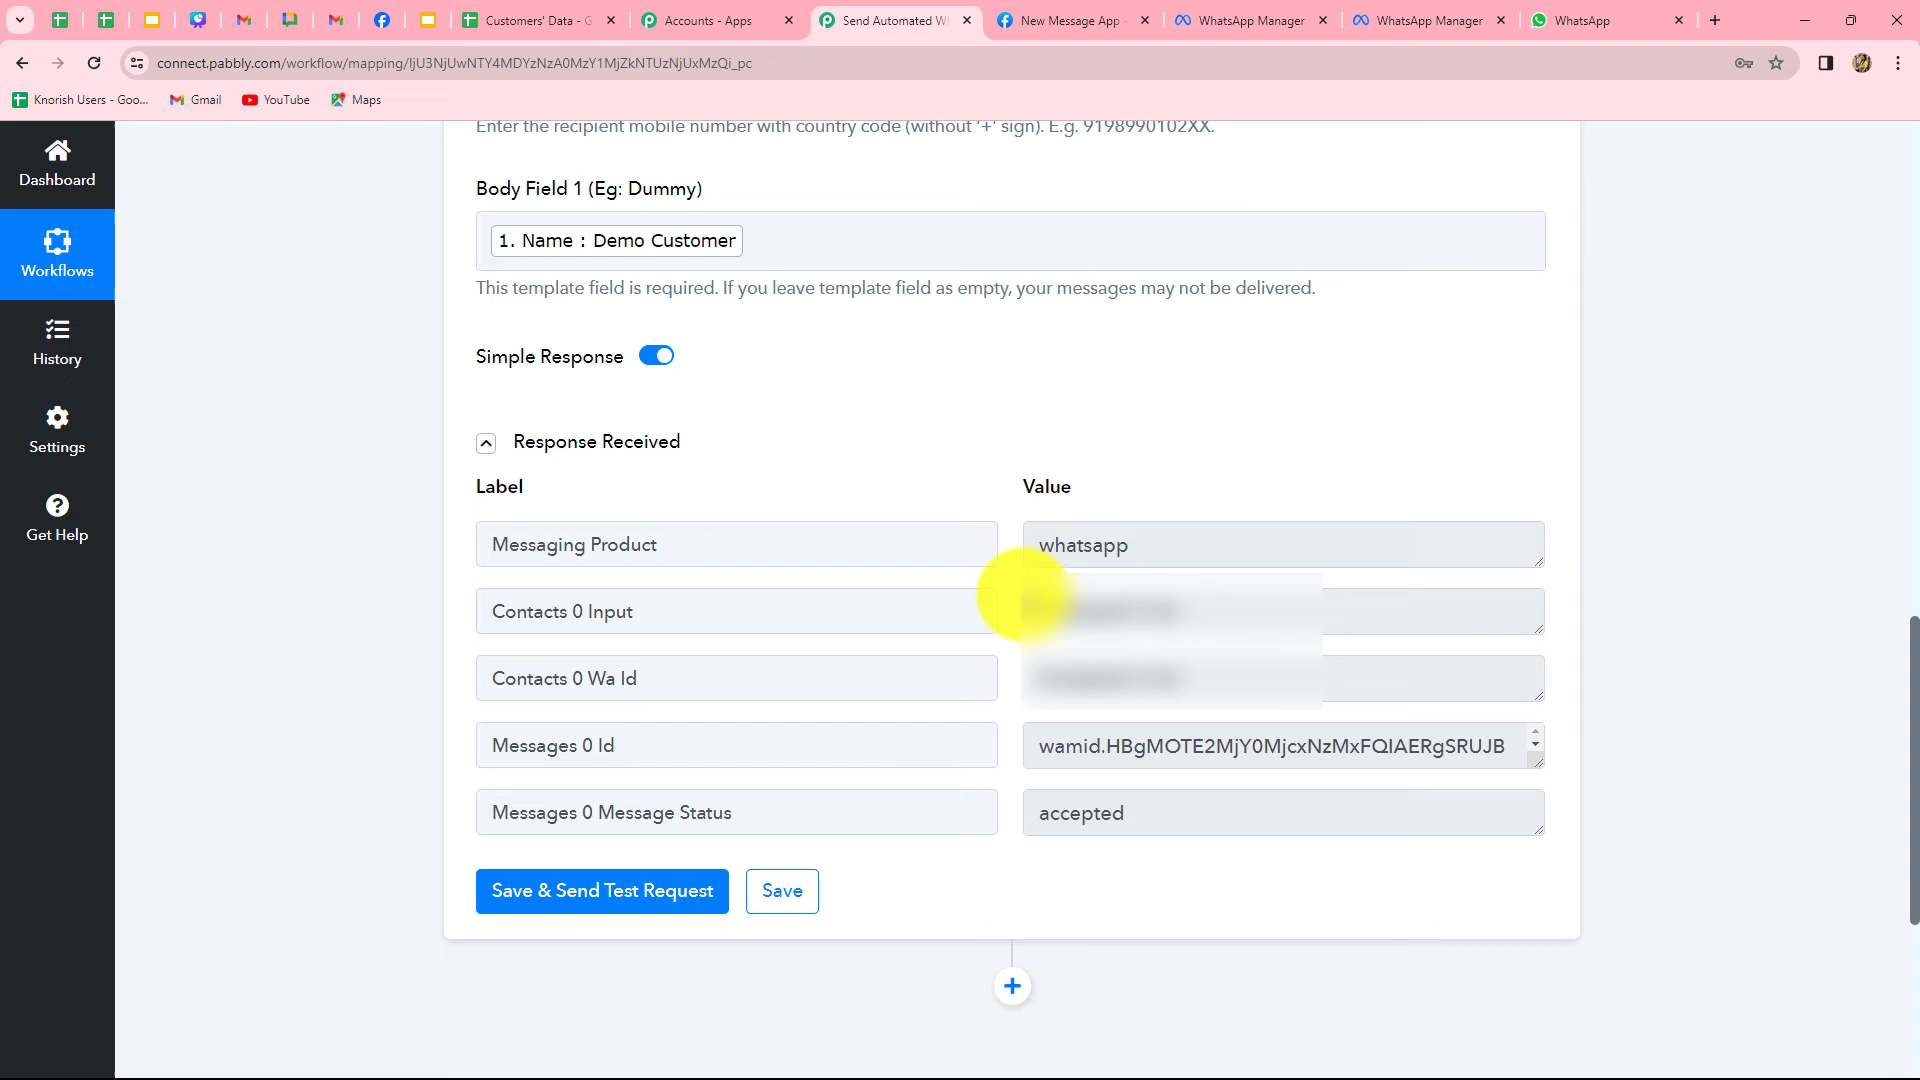 Customers' Data - G
Accounts - Apps
Send Automated W
New Message App -
WhatsApp Manager
WhatsApp Manager
WhatsApp
connect.pabbly.com/workflow/mapping/IjU3NjUwNTY4MDYzNzA0MzY1MjZkNTUzNjUxMzQi_pc
Knorish Users - Goo...
Gmail
YouTube
Maps
Dashboard
Workflows
History
Settings
Get Help
Enter the recipient mobile number with country code (without '+' sign). E.g. 9198990102XX.
Body Field 1 (Eg: Dummy)
1. Name : Demo Customer
This template field is required. If you leave template field as empty, your messages may not be delivered.
Simple Response
Response Received
Label
Value
Messaging Product
whatsapp
Contacts 0 Input
Contacts 0 Wa Id
Messages 0 Id
wamid.HBgMOTE2MjY0MjcxNzMxFQIAERgSRUJB
Messages 0 Message Status
accepted
Save & Send Test Request
Save